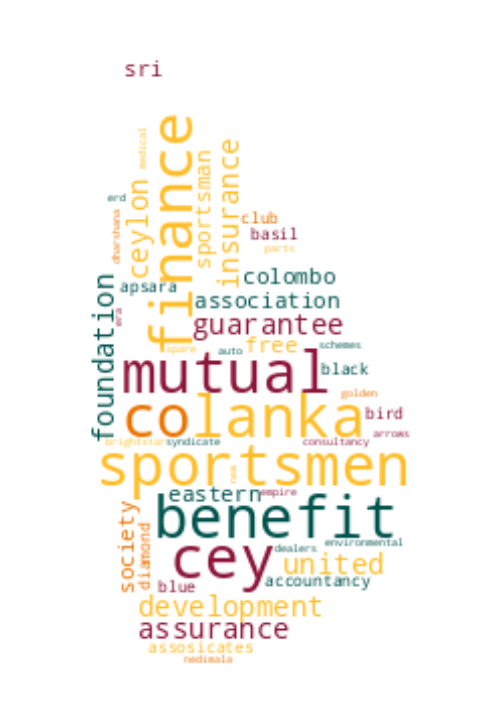 sri
finance
medical
erd
dharshana
ceylon
sportsman
insurance
club
basil
parts
foundation
apsara
era
colombo
association
guarantee
spare
auto
free
schemes
mutual
black
golden
co
lanka
bird
arrows
brightstar
syndicate
consultancy
sportsmen
new
eastern
empire
benefit
society
diamond
cey
dealers
environmental
united
blue
accountancy
development
assurance
assosicates
nedimala